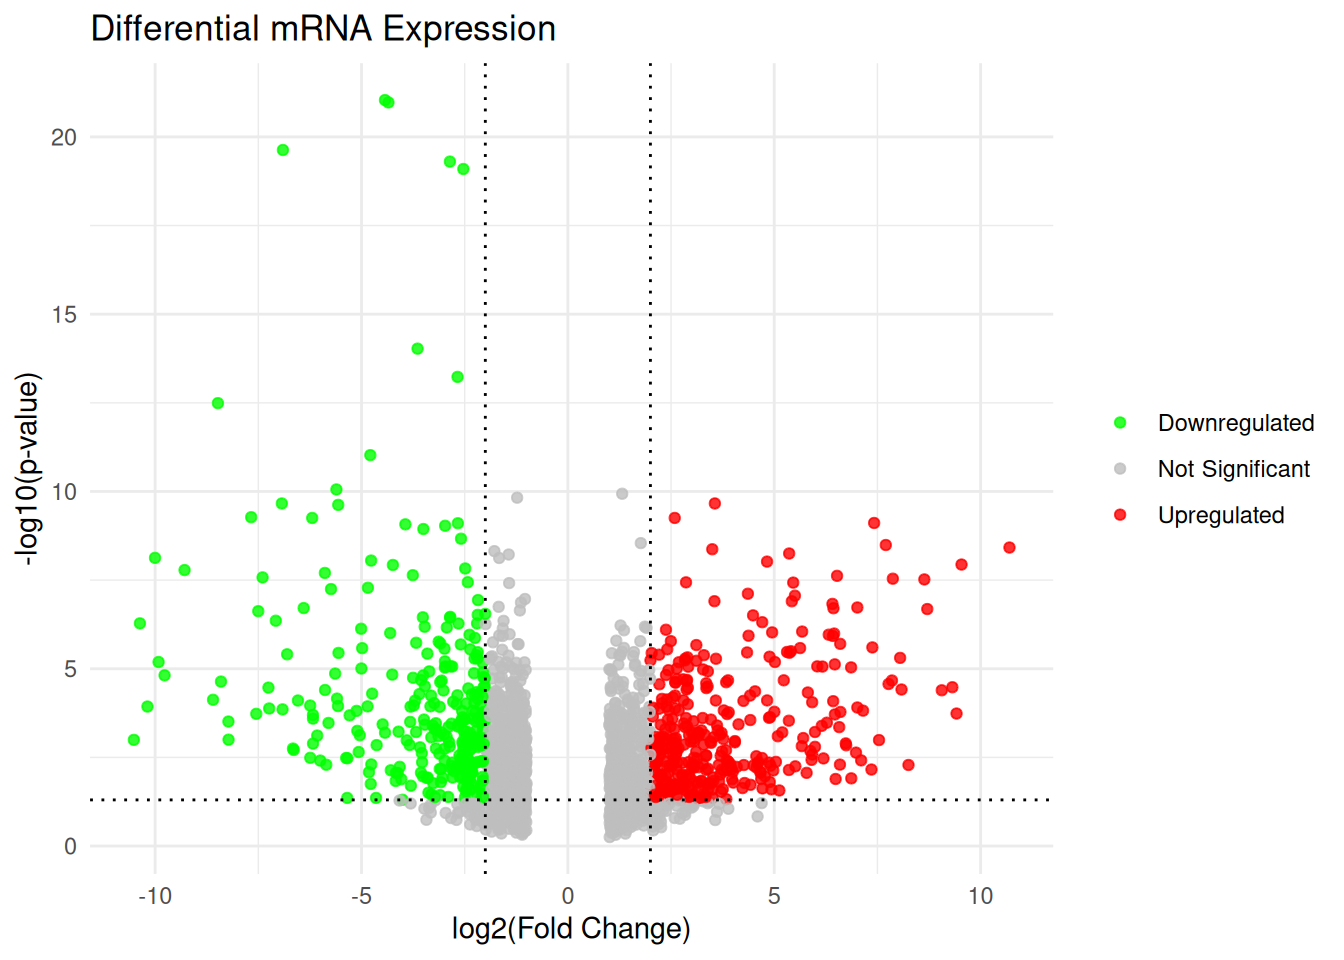 Differential mRNA Expression
-log10(p-value)
20
15
10
5
0
-10 -5 0 5 10
log2(Fold Change)
Downregulated
Not Significant
Upregulated